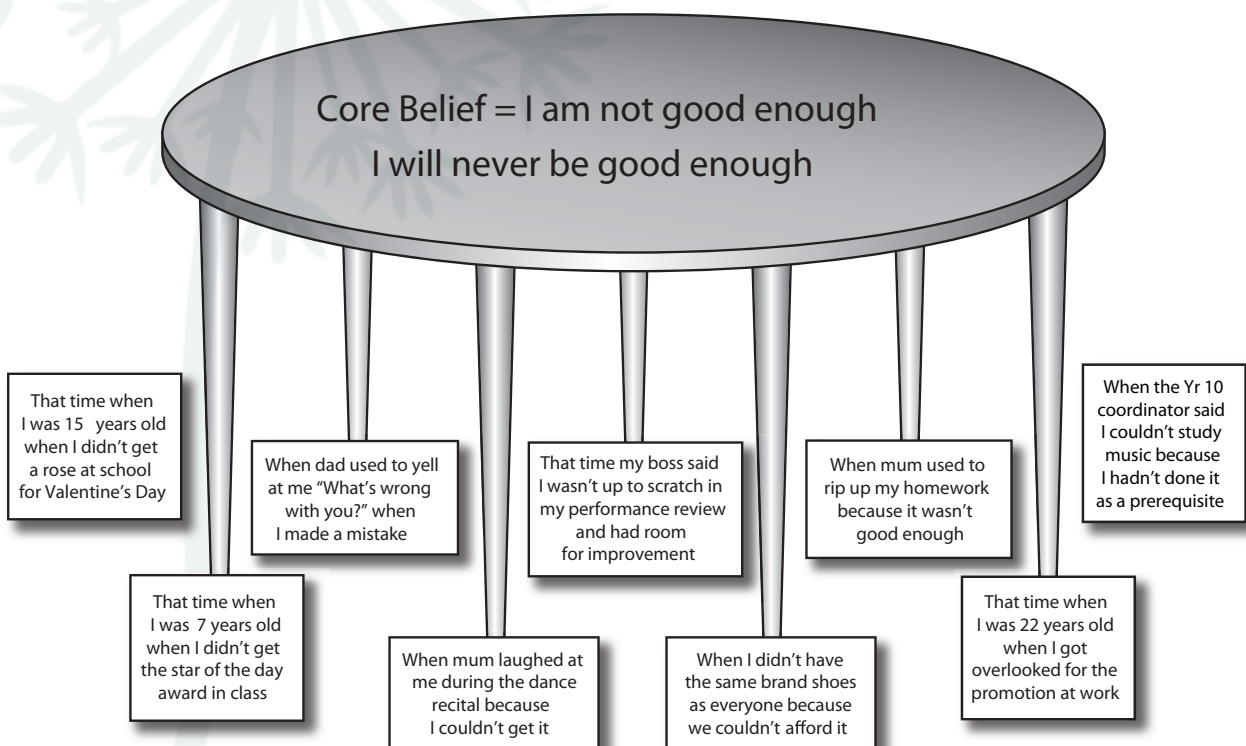 Core Belief = I am not good enough
I will never be good enough
That time when
I was 15 years old
when I didn't get
a rose at school
for Valentine's Day
That time when
I was 7 years old
when I didn't get
the star of the day
award in class
When dad used to yell
at me “What's wrong
with you?” when
I made a mistake
When mum laughed at
me during the dance
recital because
I couldn't get it
That time my boss said
I wasn't up to scratch in
my performance review
and had room
for improvement
When I didn't have
the same brand shoes
as everyone because
we couldn't afford it
When mum used to
rip up my homework
because it wasn't
good enough
That time when
I was 22 years old
when I got
overlooked for the
promotion at work
When the Yr 10
coordinator said
I couldn't study
music because
I hadn't done it
as a prerequisite